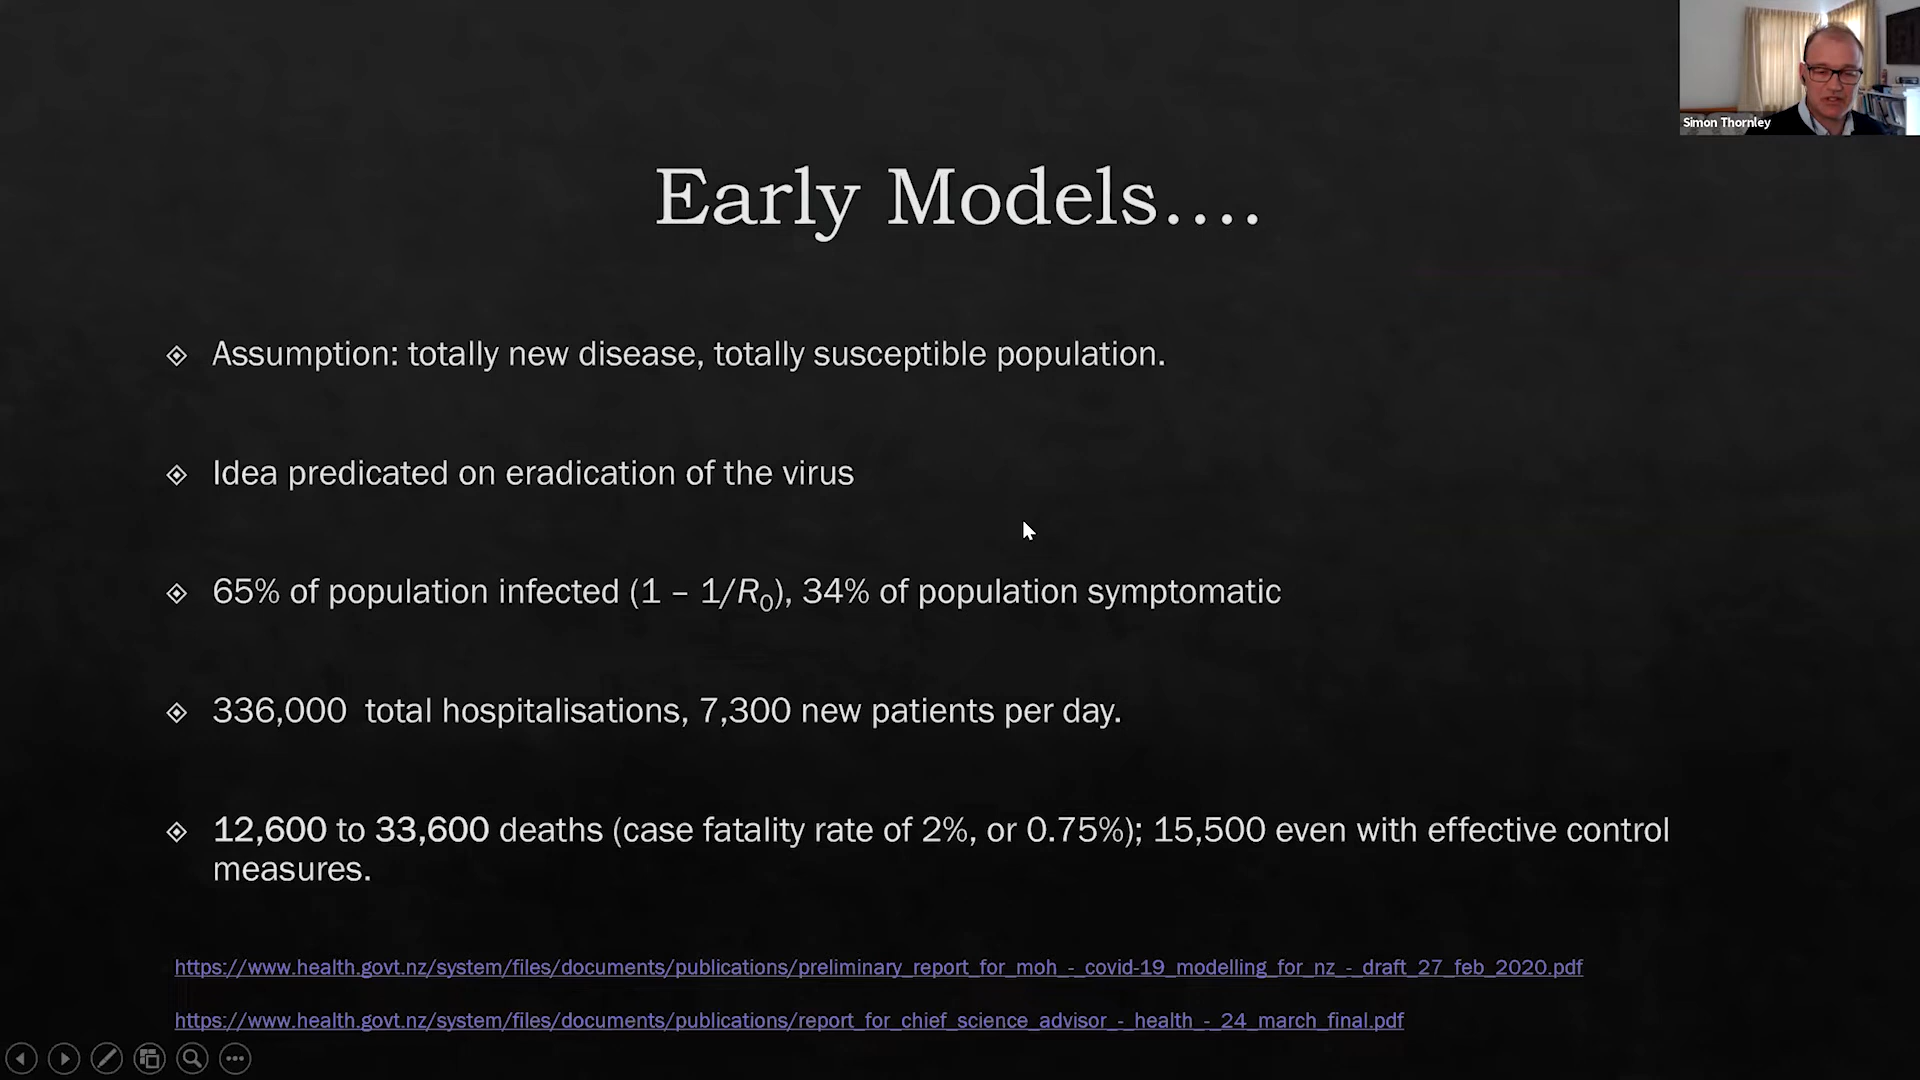 Simon Thornley
Early Models....
Assumption: totally new disease, totally susceptible population.
Idea predicated on eradication of the virus
65% of population infected (1 – 1/R₀), 34% of population symptomatic
336,000  total hospitalisations, 7,300 new patients per day.
12,600 to 33,600 deaths (case fatality rate of 2%, or 0.75%); 15,500 even with effective control
measures.
https://www.health.govt.nz/system/files/documents/publications/preliminary_report_for_moh_-_covid-19_modelling_for_nz_-_draft_27_feb_2020.pdf
https://www.health.govt.nz/system/files/documents/publications/report_for_chief_science_advisor_-_health_-_24_march_final.pdf